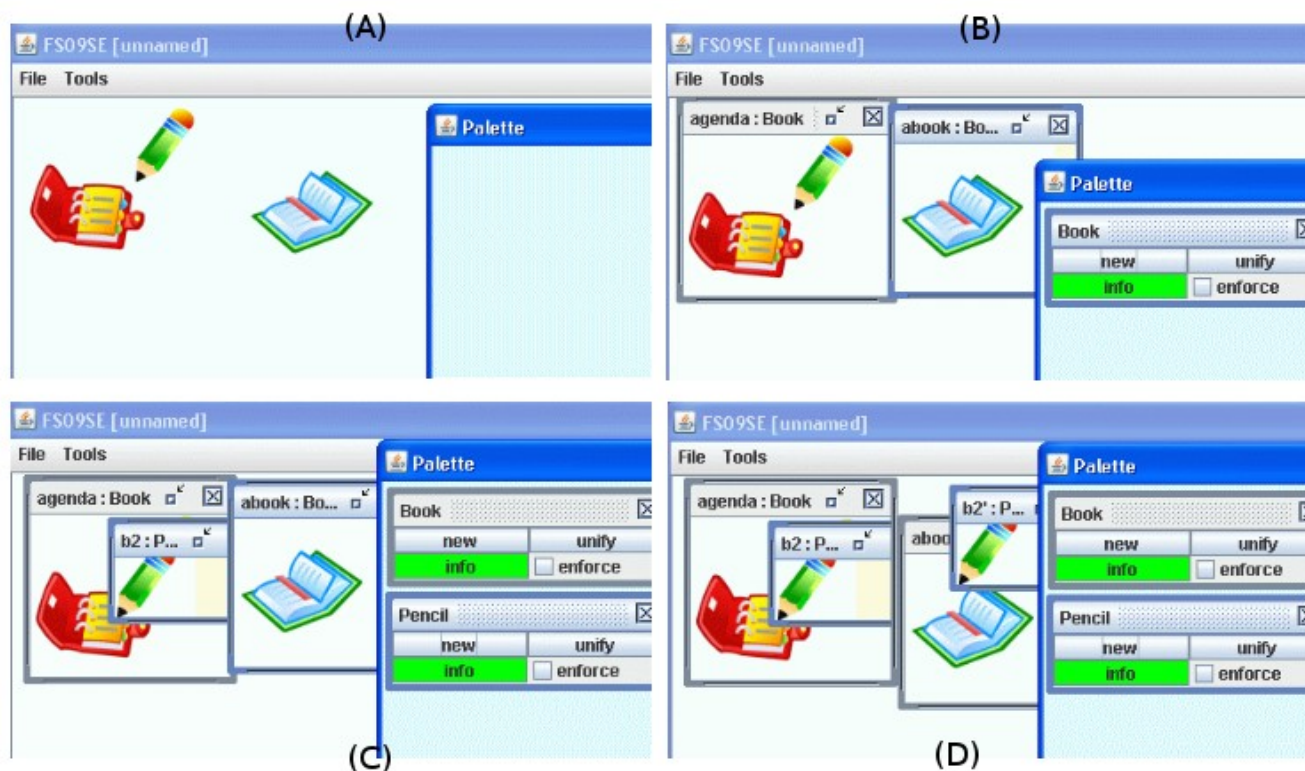 (A)
FS09SE [unnamed]
File Tools
Palette
(B)
FS09SE [unnamed]
File Tools
agenda : Book
abook : Bo...
Palette
Book
new unify
info enforce
FS09SE [unnamed]
File Tools
Palette
agenda : Book
abook : Bo...
b2 : P...
Book
new unify
info enforce
Pencil
new unify
info enforce
(C)
FS09SE [unnamed]
File Tools
Palette
agenda : Book
b2' : P...
b2 : P...
aboo
Book
new unify
info enforce
Pencil
new unify
info enforce
(D)